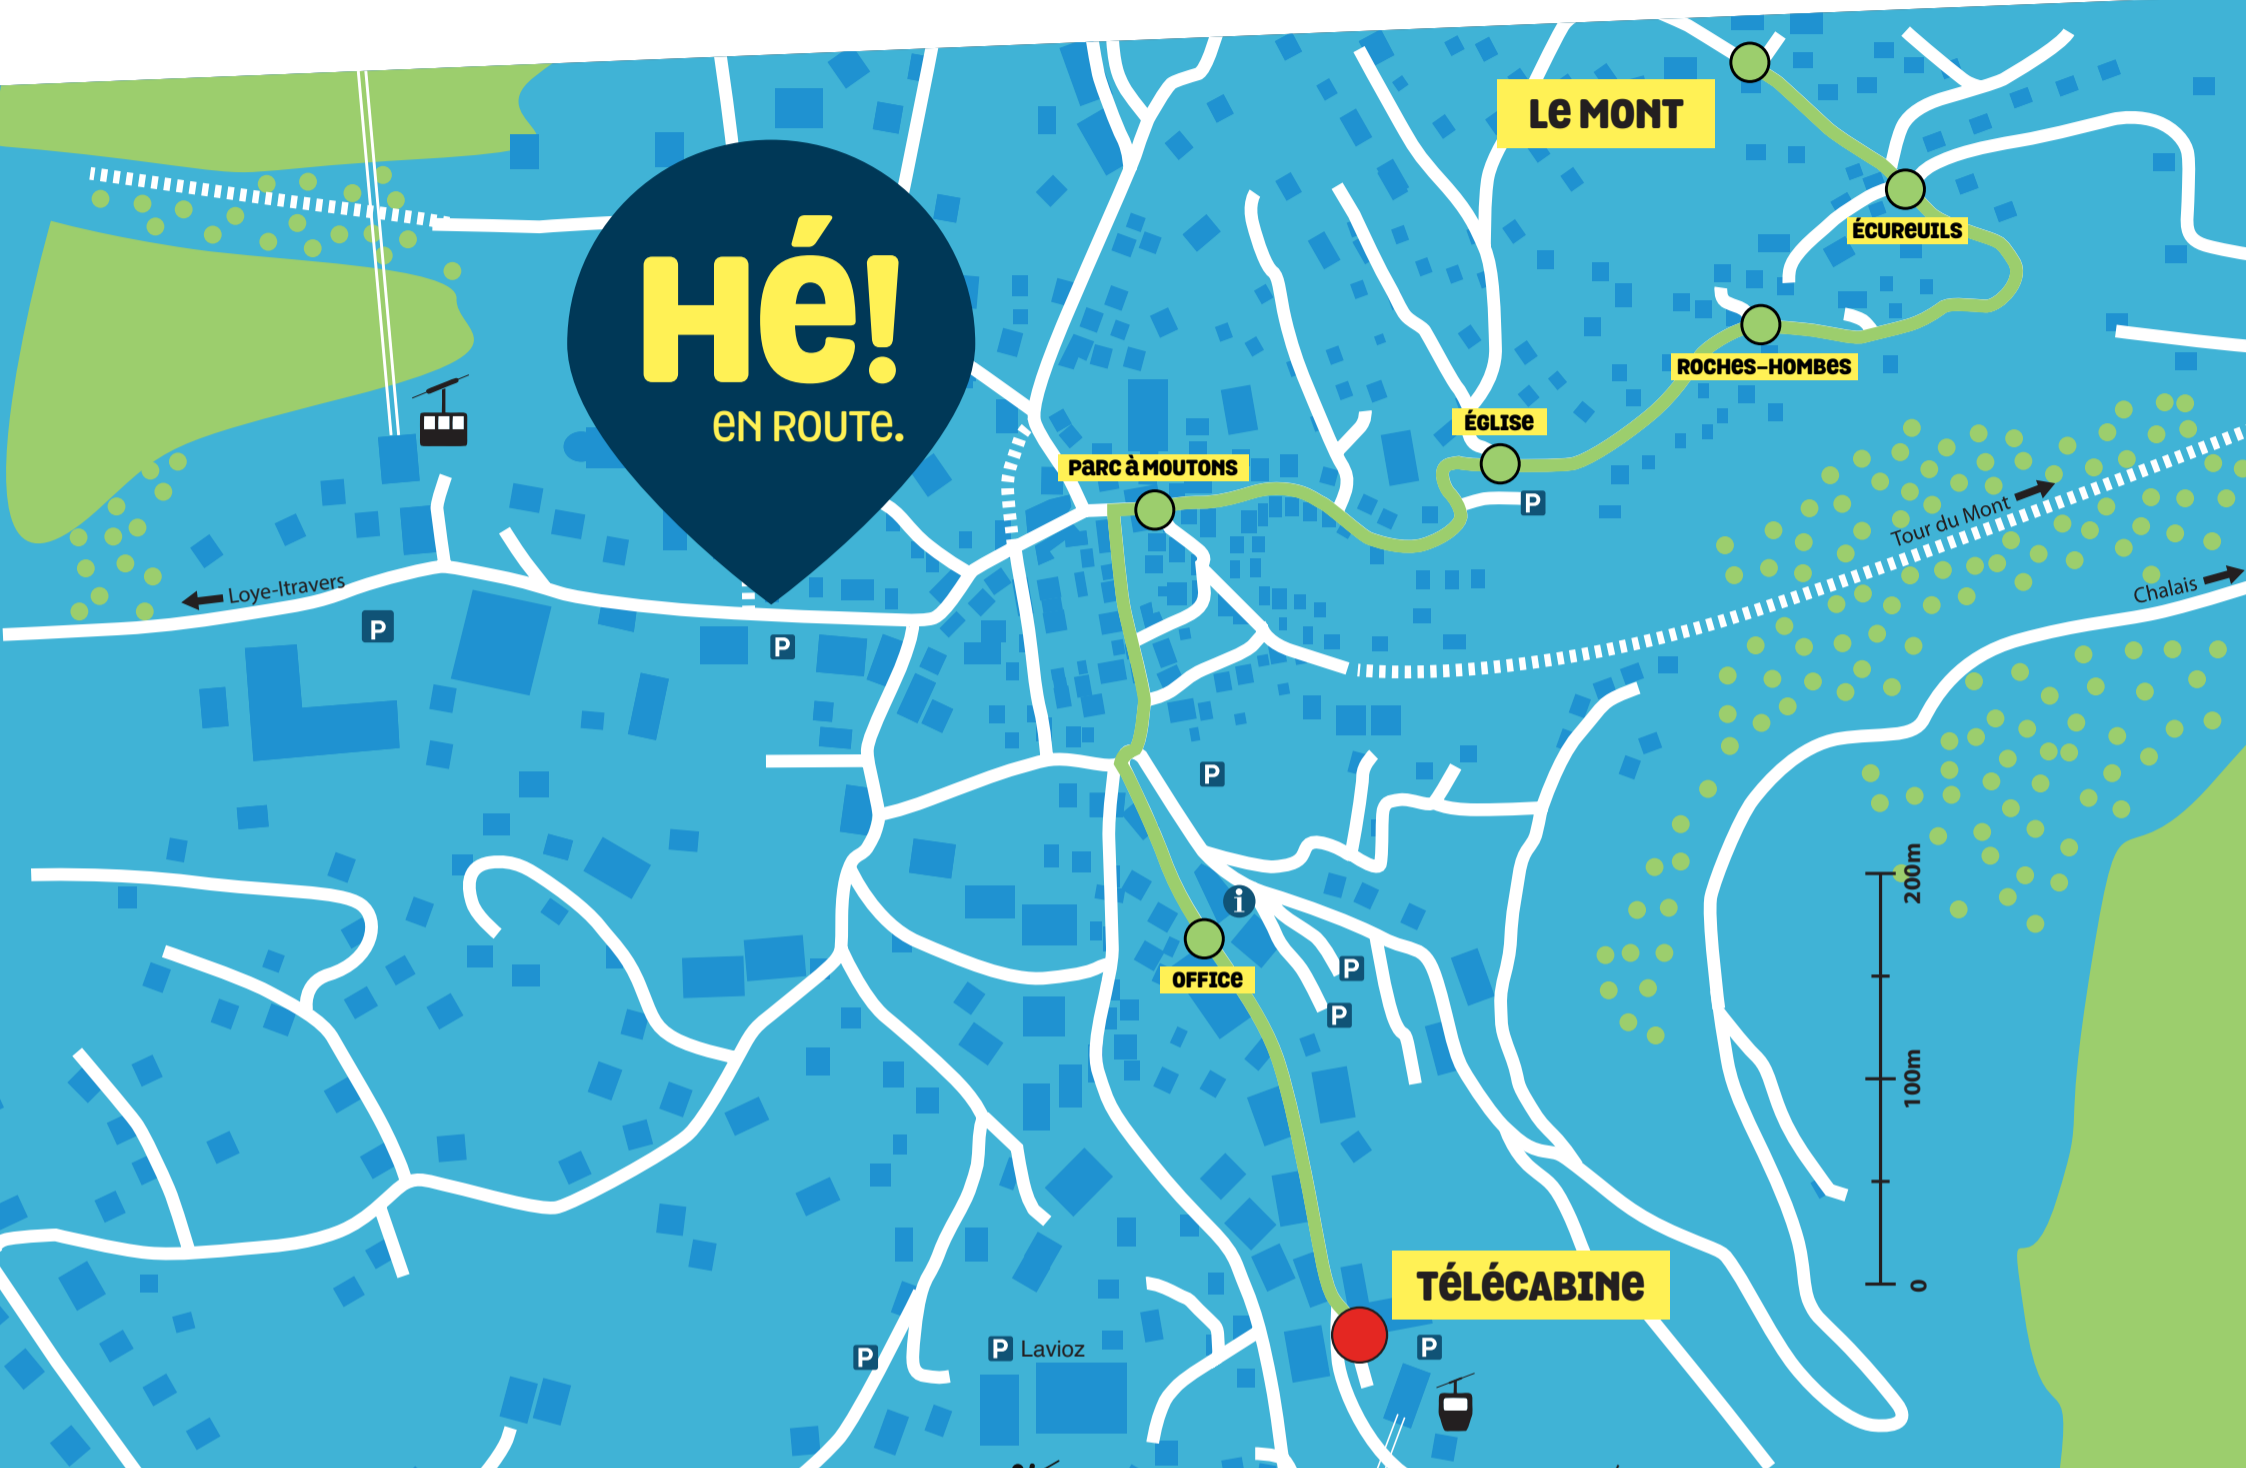 Le MONT
ÉCUReUILS
Hé!
eN ROUTe.
ROCHes-HOMBes
ÉGLISe
PaRC à MOUTONS
P
Tour du Mont
Chalais
Loye-Itravers
P
P
P
200m
i
OFFICe
P
P
100m
TÉLÉCABINe
0
P
P Lavioz
P